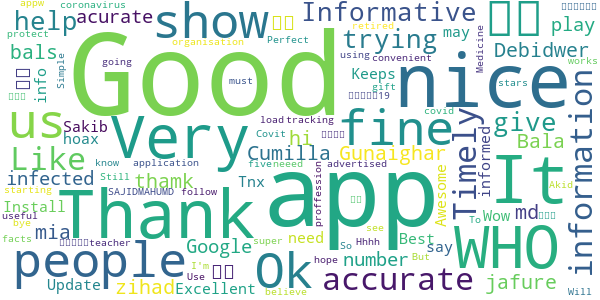 appw coronavirus
help acurate show Informative retired
organisation trying play
protect Perfect may
bals info Good Keeps Debidwer
Simple going using convenient Medicine works
must gift stars
us hoax Sakib Very hi fine nice give
load tracking covid 19
Like Cumilla Covit Timely informed Bala
infected know application five neeed Gunaighar It
Still advertised information
starting thamk SAJIDMAHUMD follow proffession Awesome md Akid
Install Thank Tnx app
useful mia Google see To Wow
bye teacher super need Best WHO
facts I'm So But Say
people Use Ok Hhhh number jafure
Update zihad Excellent hope accurate
believe Will